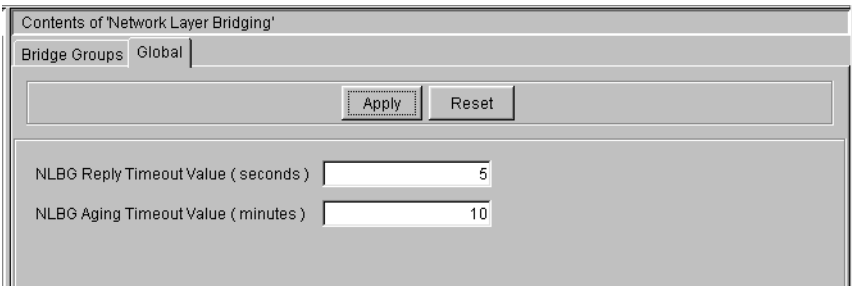 Contents of 'Network Layer Bridging'
Bridge Groups Global
Apply Reset
NLBG Reply Timeout Value ( seconds ) 5
NLBG Aging Timeout Value ( minutes ) 10